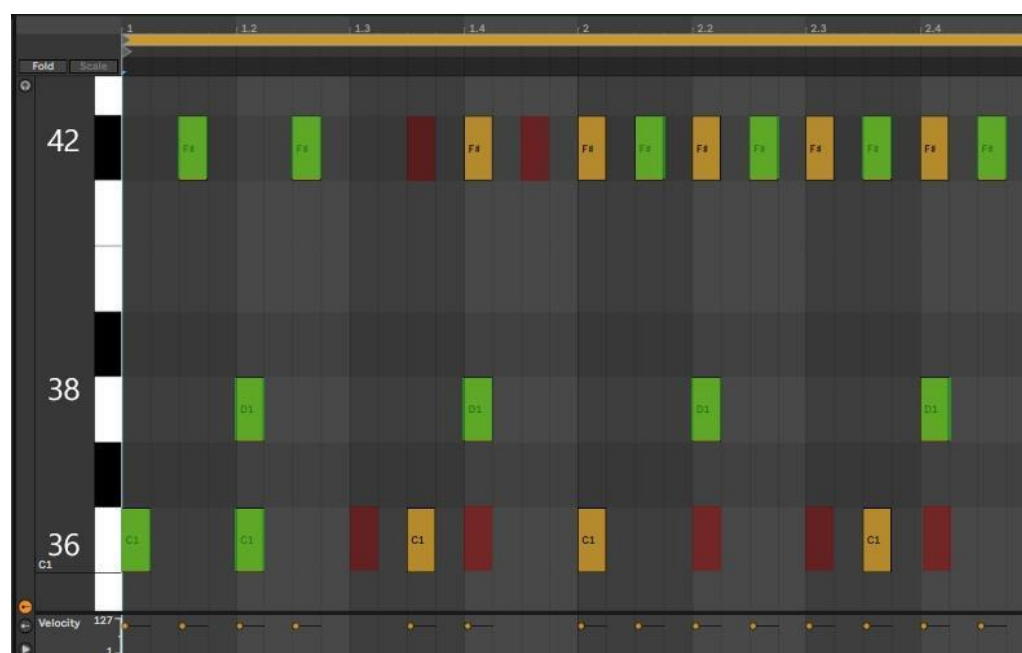 1 1.2 1.3 1.4 2 2.2 2.3 2.4
Fold Scale
42 F# F# F# F# F# F# F# F# F# F# F#
38 D1 D1 D1 D1
36 C1 C1 C1 C1 C1
C1
Velocity 127
1